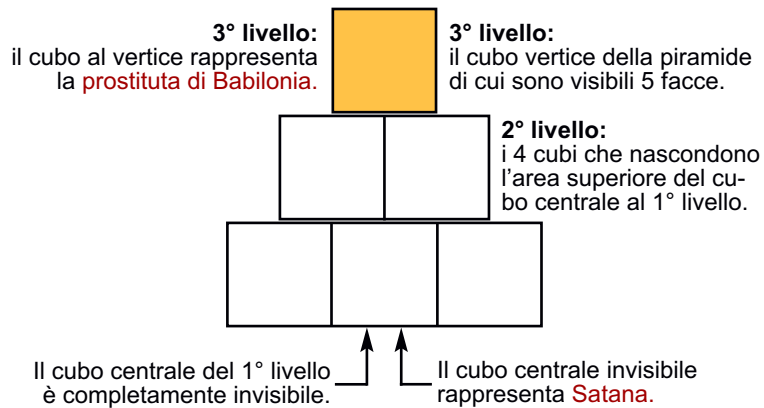 3° livello:
il cubo al vertice rappresenta
la prostituta di Babilonia.
3° livello:
il cubo vertice della piramide
di cui sono visibili 5 facce.
2° livello:
i 4 cubi che nascondono
l'area superiore del cu-
bo centrale al 1° livello.
Il cubo centrale del 1° livello
è completamente invisibile.
Il cubo centrale invisibile
rappresenta Satana.